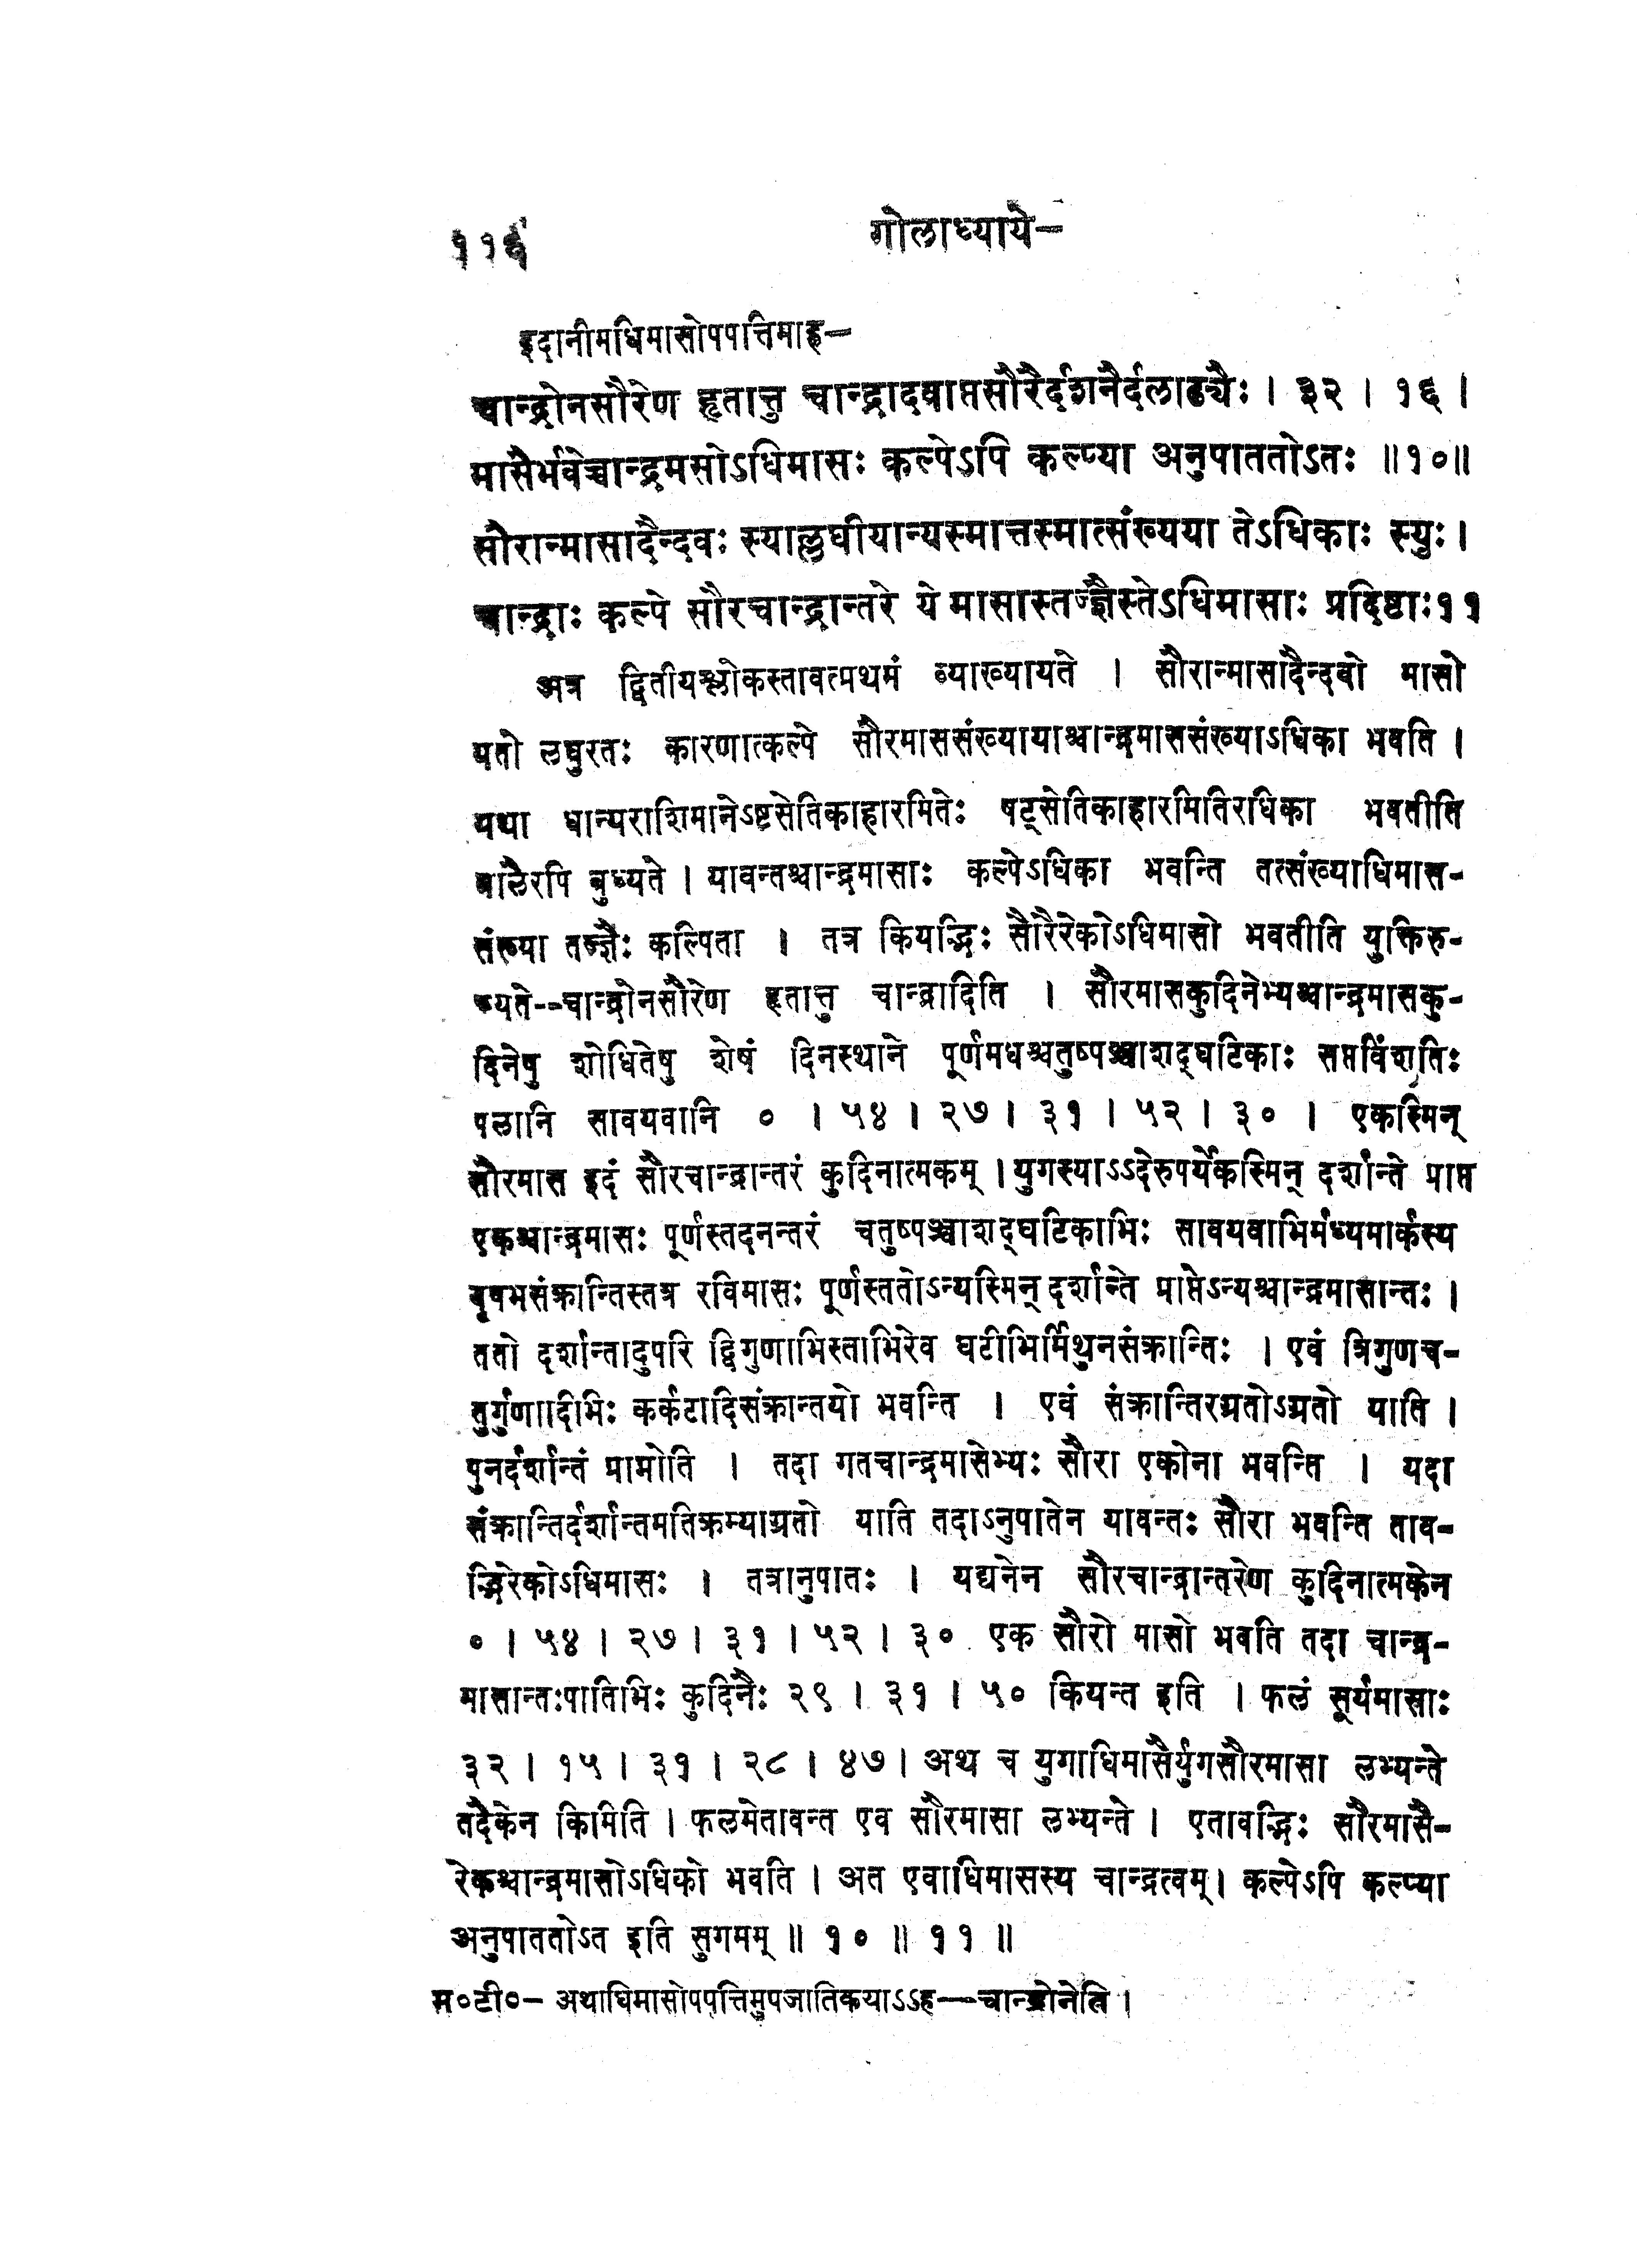 ११६
गोलाध्याये-
इदानीमधिमासोपपत्तिमाह-
चान्द्रोनसौरेण हृतात्तु चान्द्रादवाप्तसौरैर्दशनैर्दलाढ्यैः । ३२ । १६ ।
मासैर्भवेच्चान्द्रमसोऽधिमासः कल्पेऽपि कल्प्या अनुपाततोऽतः ॥१०॥
सौरान्मासादैन्दवः स्याल्लघीयान्यस्मात्तस्मात्संख्यया तेऽधिकाः स्युः ।
चान्द्राः कल्पे सौरचान्द्रान्तरे ये मासास्तज्ज्ञैस्तेऽधिमासाः प्रदिष्टाः११
अत्र द्वितीयश्लोकस्तावत्प्रथमं व्याख्यायते । सौरान्मासादैन्दवो मासो
यतो लघुरतः कारणात्कल्पे सौरमाससंख्यायाश्चान्द्रमाससंख्याऽधिका भवति ।
यथा धान्यराशिमानेऽष्टसेतिकाहारमितेः षट्सेतिकाहारमितिरधिका भवतीति
बालैरपि बुध्यते । यावन्तश्चान्द्रमासाः कल्पेऽधिका भवन्ति तत्संख्याधिमास-
संख्या तज्ज्ञैः कल्पिता । तत्र कियद्भिः सौरैरेकोऽधिमासो भवतीति युक्तिरु-
च्यते--चान्द्रोनसौरेण हृतात्तु चान्द्रादिति । सौरमासकुदिनेभ्यश्चान्द्रमासकु-
दिनेषु शोधितेषु शेषं दिनस्थाने पूर्णमधश्चतुष्पञ्चाशद्घटिकाः सप्तविंशतिः
पलानि सावयवानि ० । ५४ । २७ । ३१ । ५२ । ३० । एकस्मिन्
सौरमास इदं सौरचान्द्रान्तरं कुदिनात्मकम् । युगस्याऽऽदेरुपर्येकस्मिन् दर्शान्ते प्राप्त
एकश्चान्द्रमासः पूर्णस्तदनन्तरं चतुष्पञ्चाशद्घटिकाभिः सावयवाभिर्मध्यमार्कस्य
वृषभसंक्रान्तिस्तत्र रविमासः पूर्णस्ततोऽन्यस्मिन् दर्शान्ते प्राप्तेऽन्यश्चान्द्रमासान्तः ।
ततो दर्शान्तादुपरि द्विगुणाभिस्ताभिरेव घटीभिर्मिथुनसंक्रान्तिः । एवं त्रिगुणच-
तुर्गुणादिभिः कर्कटादिसंक्रान्तयो भवन्ति । एवं संक्रान्तिरग्रतोऽग्रतो याति ।
पुनर्दर्शान्तं प्राप्नोति । तदा गतचान्द्रमासेभ्यः सौरा एकोना भवन्ति । यदा
संक्रान्तिर्दर्शान्तमतिक्रम्याग्रतो याति तदाऽनुपातेन यावन्तः सौरा भवन्ति ताव-
द्भिरेकोऽधिमासः । तत्रानुपातः । यद्यनेन सौरचान्द्रान्तरेण कुदिनात्मकेन
० । ५४ । २७ । ३१ । ५२ । ३० एक सौरो मासो भवति तदा चान्द्र-
मासान्तःपातिभिः कुदिनैः २९ । ३१ । ५० कियन्त इति । फलं सूर्यमासाः
३२ । १५ । ३१ । २८ । ४७ । अथ च युगाधिमासैर्युगसौरमासा लभ्यन्ते
तदैकेन किमिति । फलमेतावन्त एव सौरमासा लभ्यन्ते । एतावद्भिः सौरमासै-
रेकश्चान्द्रमासोऽधिको भवति । अत एवाधिमासस्य चान्द्रत्वम्। कल्पेऽपि कल्प्या
अनुपाततोऽत इति सुगमम् ॥ १० ॥ ११ ॥
म०टी०- अथाधिमासोपपत्तिमुपजातिकयाऽऽह--चान्द्रोनेति ।